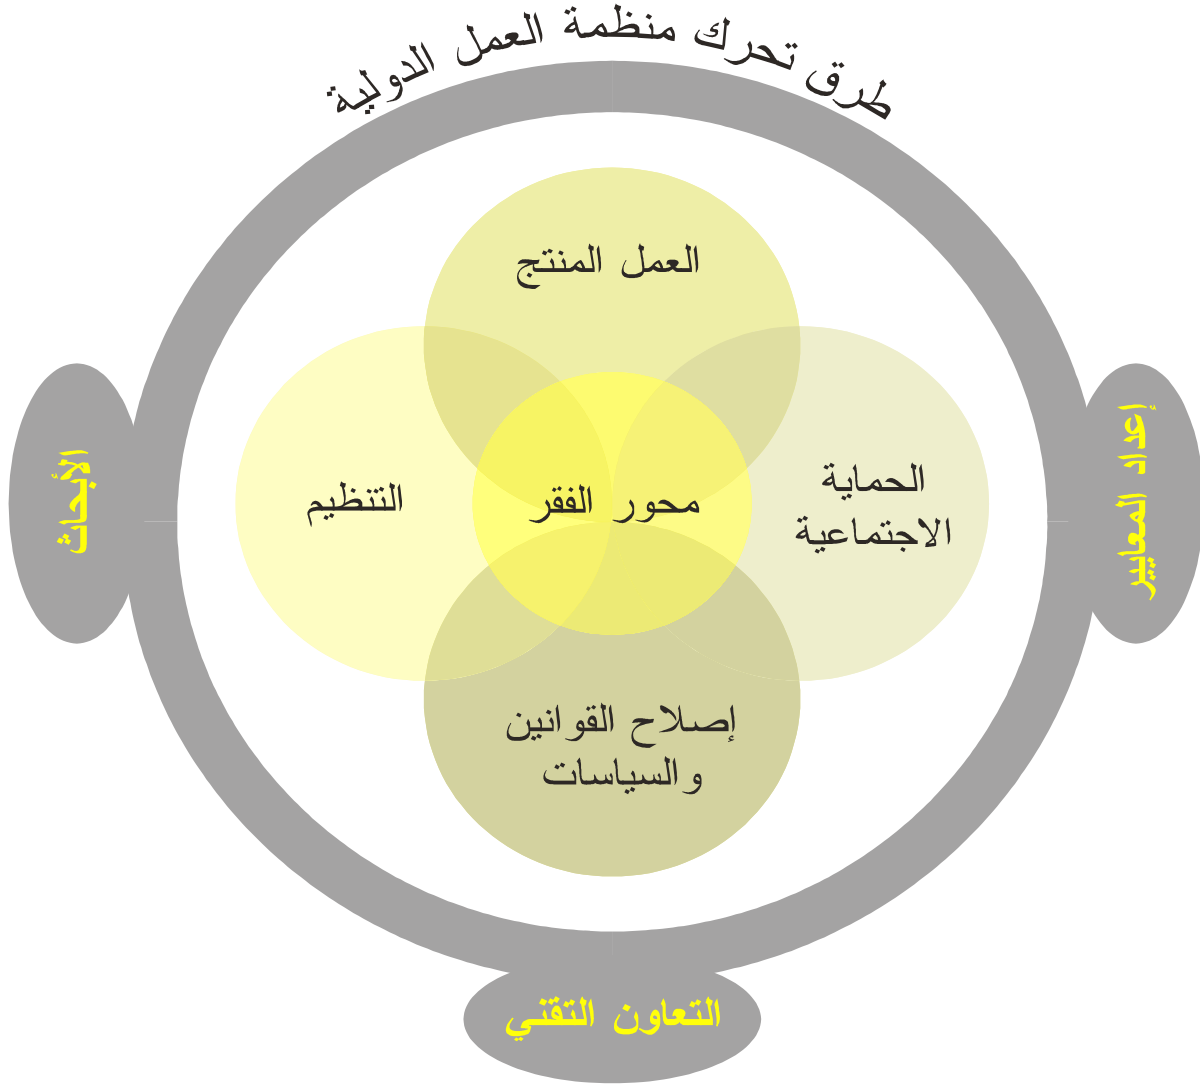 طرق تحرك منظمة العمل الدولية
العمل المنتج
الحماية
الاجتماعية
محور الفقر
التنظيم
إصلاح القوانين
والسياسات
إعداد المعايير
الأبحاث
التعاون التقني